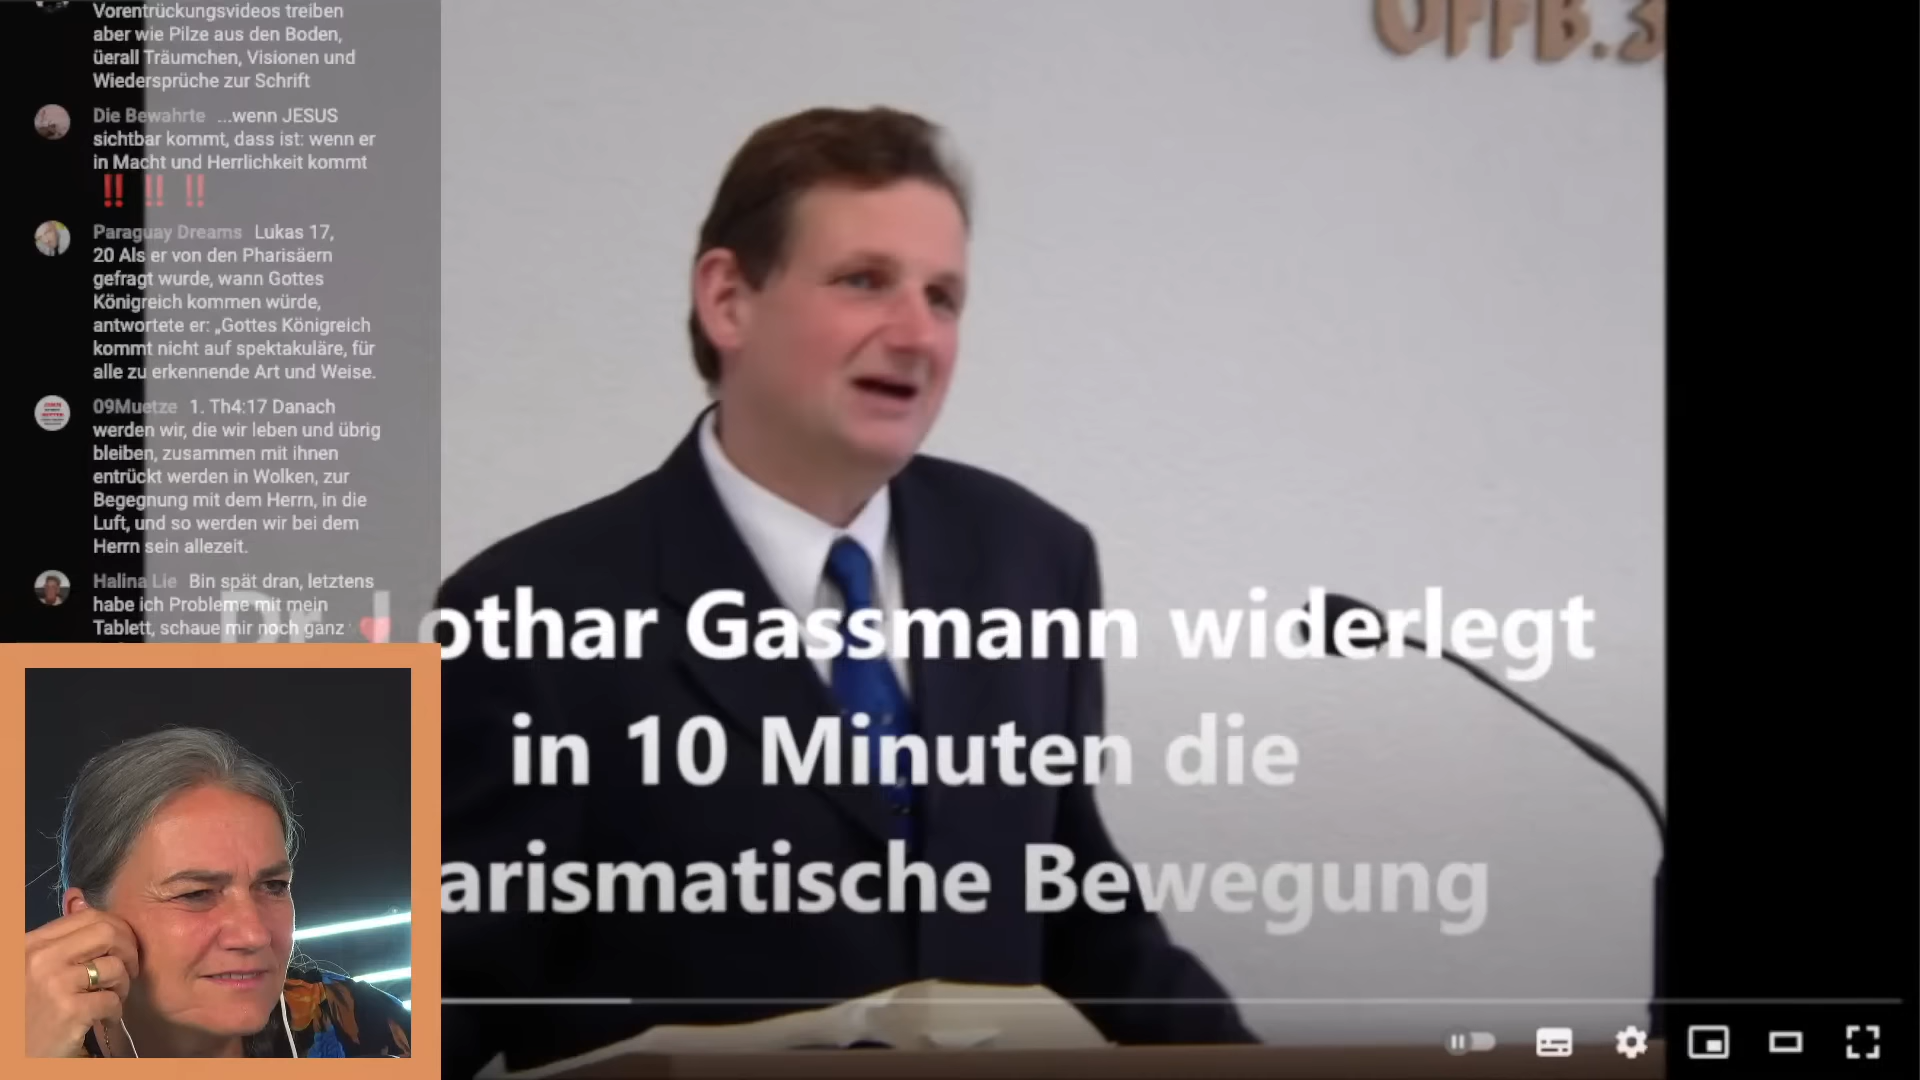 Vorentrückungsvideos treiben
aber wie Pilze aus den Boden,
üerall Träumchen, Visionen und
Wiedersprüche zur Schrift
Die Bewahrte ...wenn JESUS
sichtbar kommt, dass ist: wenn er
in Macht und Herrlichkeit kommt
‼️ ‼️ ‼️
Paraguay Dreams Lukas 17,
20 Als er von den Pharisäern
gefragt wurde, wann Gottes
Königreich kommen würde,
antwortete er: „Gottes Königreich
kommt nicht auf spektakuläre, für
alle zu erkennende Art und Weise.
09Muetze 1. Th4:17 Danach
werden wir, die wir leben und übrig
bleiben, zusammen mit ihnen
entrückt werden in Wolken, zur
Begegnung mit dem Herrn, in die
Luft, und so werden wir bei dem
Herrn sein allezeit.
Halina Lie Bin spät dran, letztens
habe ich Probleme mit mein
Tablett, schaue mir noch ganz
OFFB.3
Dr. Lothar Gassmann widerlegt
in 10 Minuten die
arismatische Bewegung